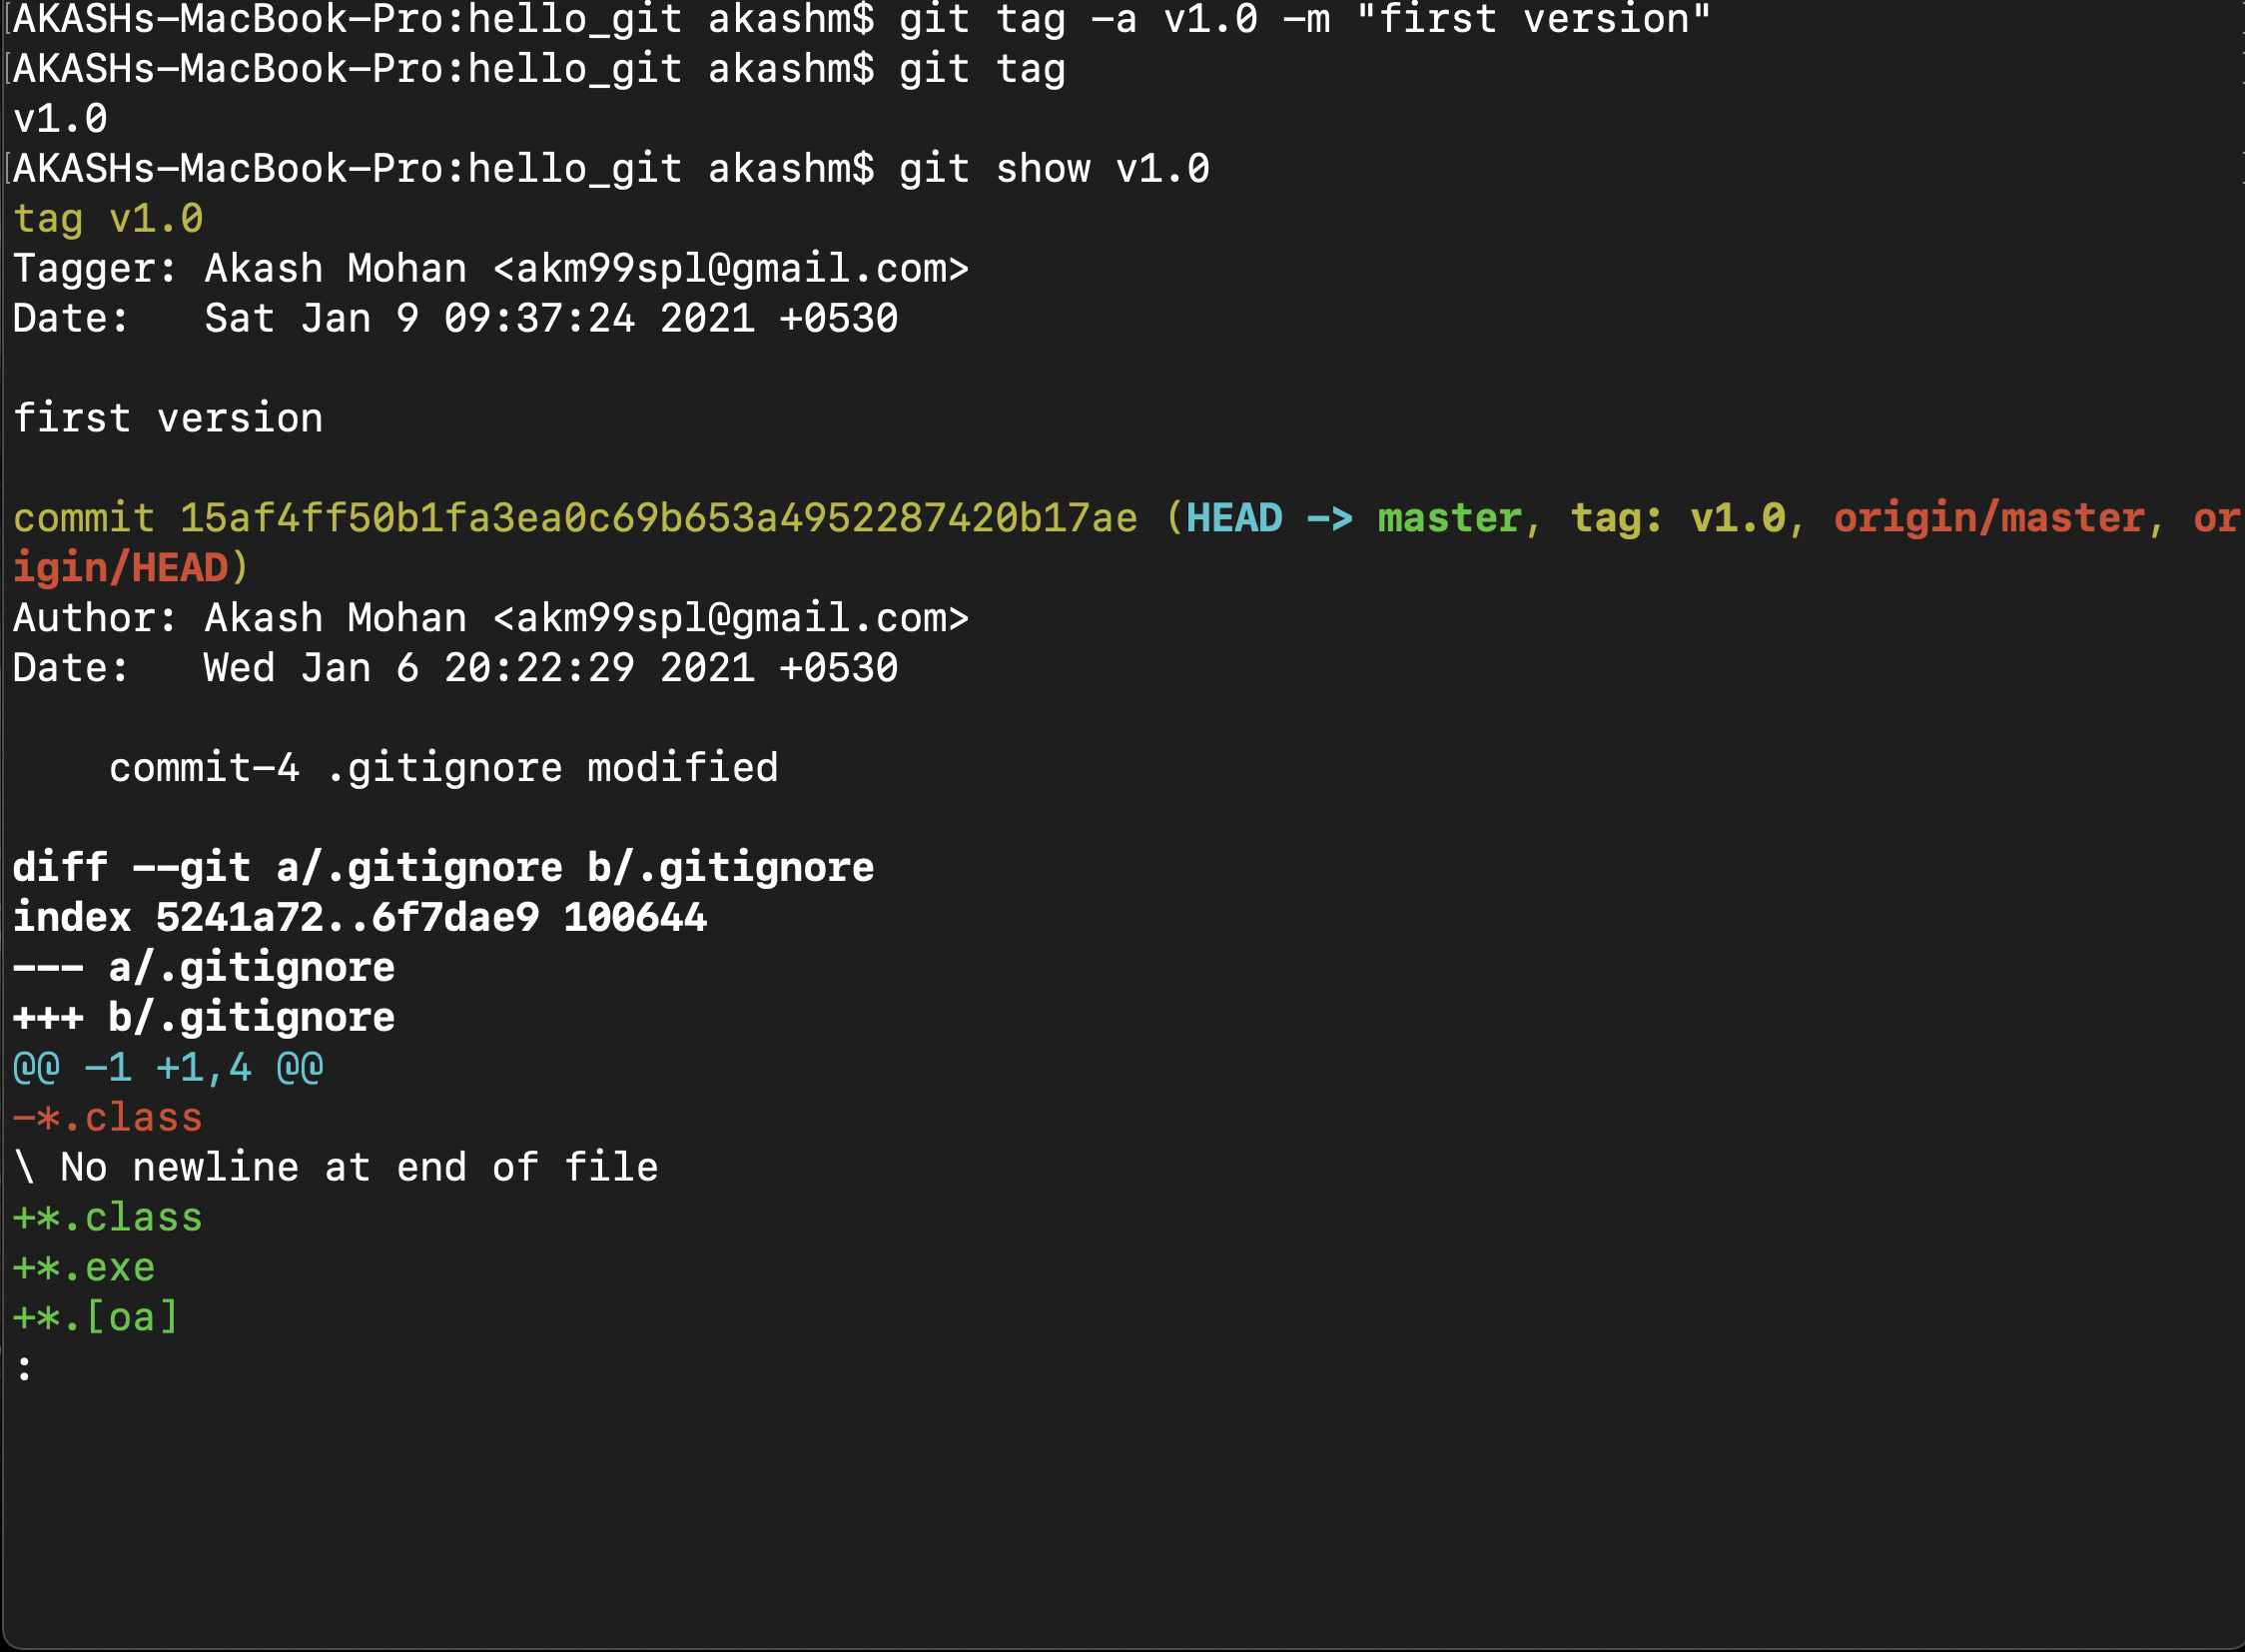 [AKASHs-MacBook-Pro:hello_git akashm$ git tag -a v1.0 -m "first version"
[AKASHs-MacBook-Pro:hello_git akashm$ git tag
v1.0
[AKASHs-MacBook-Pro:hello_git akashm$ git show v1.0
tag v1.0
Tagger: Akash Mohan <akm99spl@gmail.com>
Date:   Sat Jan 9 09:37:24 2021 +0530
first version
commit 15af4ff50b1fa3ea0c69b653a4952287420b17ae (HEAD -> master, tag: v1.0, origin/master, or
igin/HEAD)
Author: Akash Mohan <akm99spl@gmail.com>
Date:   Wed Jan 6 20:22:29 2021 +0530
    commit-4 .gitignore modified
diff --git a/.gitignore b/.gitignore
index 5241a72..6f7dae9 100644
--- a/.gitignore
+++ b/.gitignore
@@ -1 +1,4 @@
-*.class
\ No newline at end of file
+*.class
+*.exe
+*.[oa]
: